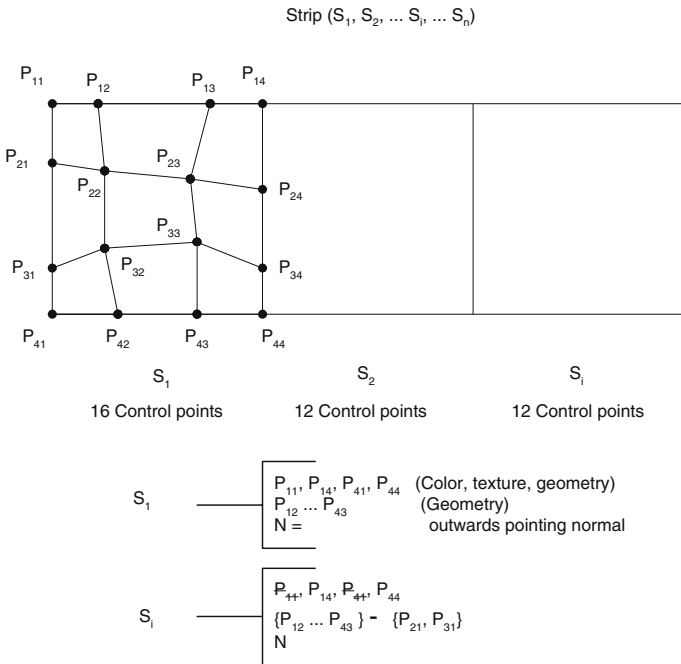 Strip (S1, S2, ... Si, ... Sn)
P11 P12 P13 P14
P21 P22 P23 P24
P31 P32 P33 P34
P41 P42 P43 P44
S1 S2 Si
16 Control points 12 Control points 12 Control points
S1
P11, P14, P41, P44 (Color, texture, geometry)
P12 ... P43 (Geometry)
N = outwards pointing normal
Si
P11, P14, P41, P44
{P12 ... P43 } - {P21, P31}
N